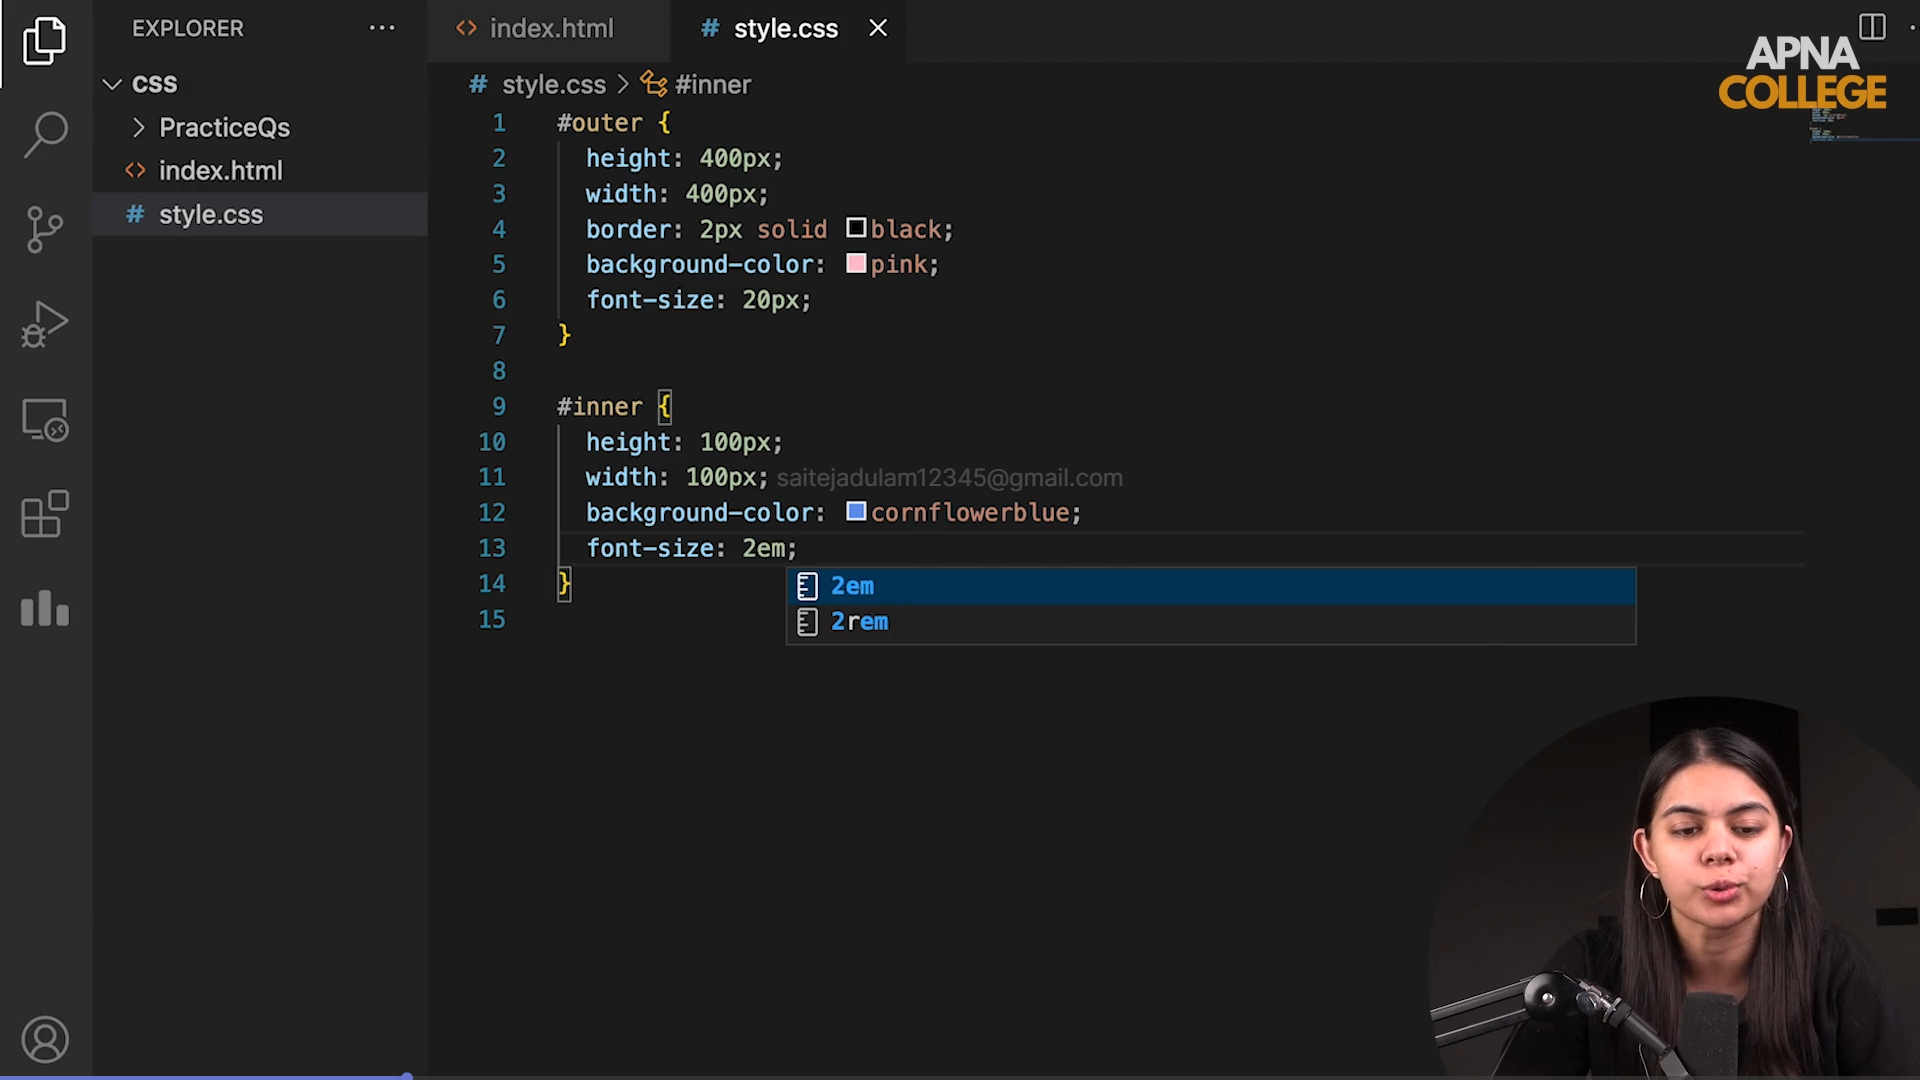 EXPLORER
CSS
PracticeQs
index.html
style.css
index.html
style.css
APNA
COLLEGE
style.css > #inner
1 #outer {
2 height: 400px;
3 width: 400px;
4 border: 2px solid black;
5 background-color: pink;
6 font-size: 20px;
7 }
8
9 #inner {
10 height: 100px;
11 width: 100px;
saitejadulam12345@gmail.com
12 background-color: cornflowerblue;
13 font-size: 2em;
14 }
2em
2rem
15